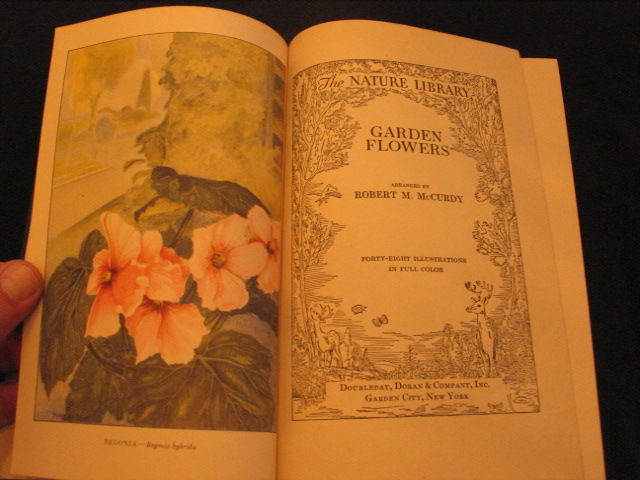 BEGONIA—Begonia hybrida
The NATURE LIBRARY
GARDEN
FLOWERS
ARRANGED BY
ROBERT M. McCURDY
FORTY-EIGHT ILLUSTRATIONS
IN FULL COLOR
DOUBLEDAY, DORAN & COMPANY, INC.
GARDEN CITY, NEW YORK